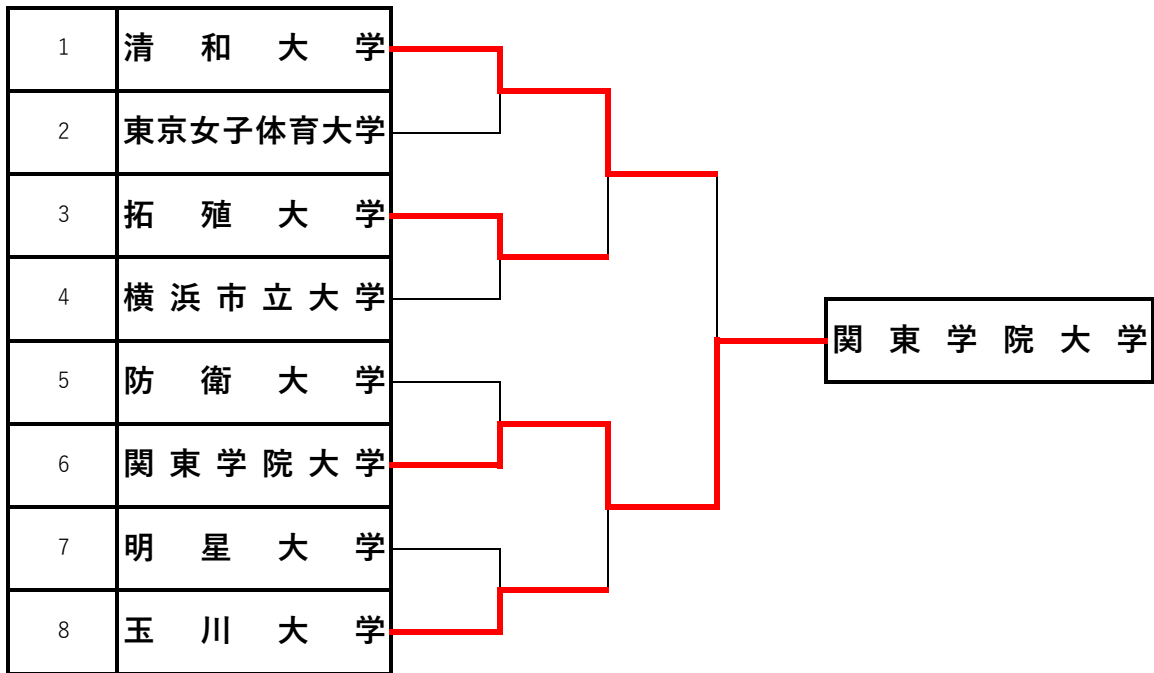 1 清和大学
2 東京女子体育大学
3 拓殖大学
4 横浜市立大学
5 防衛大学
6 関東学院大学
7 明星大学
8 玉川大学
関東学院大学